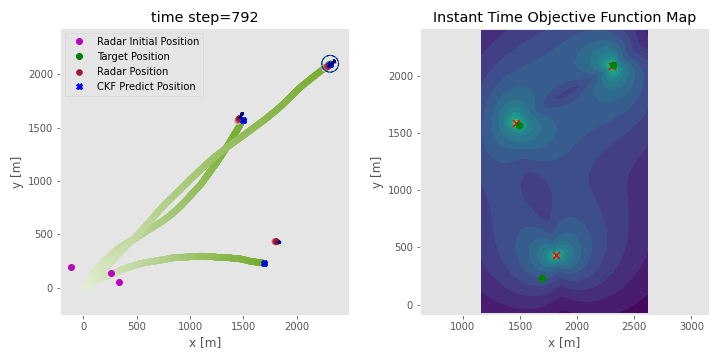 time step=792
Radar Initial Position
Target Position
Radar Position
CKF Predict Position
2000
1500
1000
500
0
y [m]
0
500
1000
1500
2000
x [m]
Instant Time Objective Function Map
2000
1500
1000
500
0
y [m]
1000
1500
2000
2500
3000
x [m]